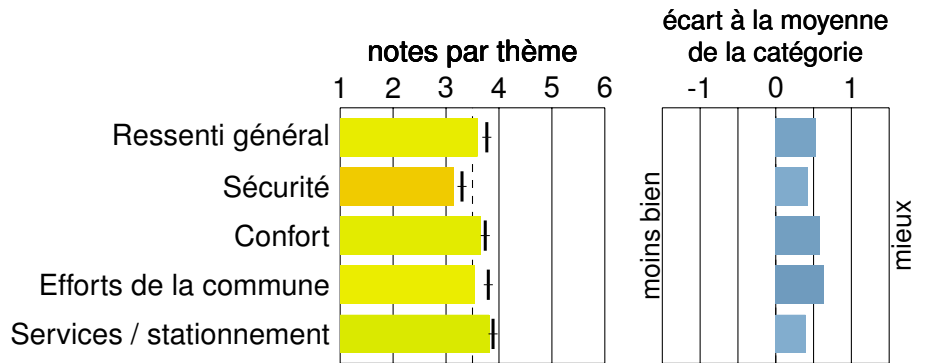 notes par thème
écart à la moyenne
de la catégorie
1 2 3 4 5 6
-1 0 1
Ressenti général
Sécurité
Confort
Efforts de la commune
Services / stationnement
moins bien
mieux